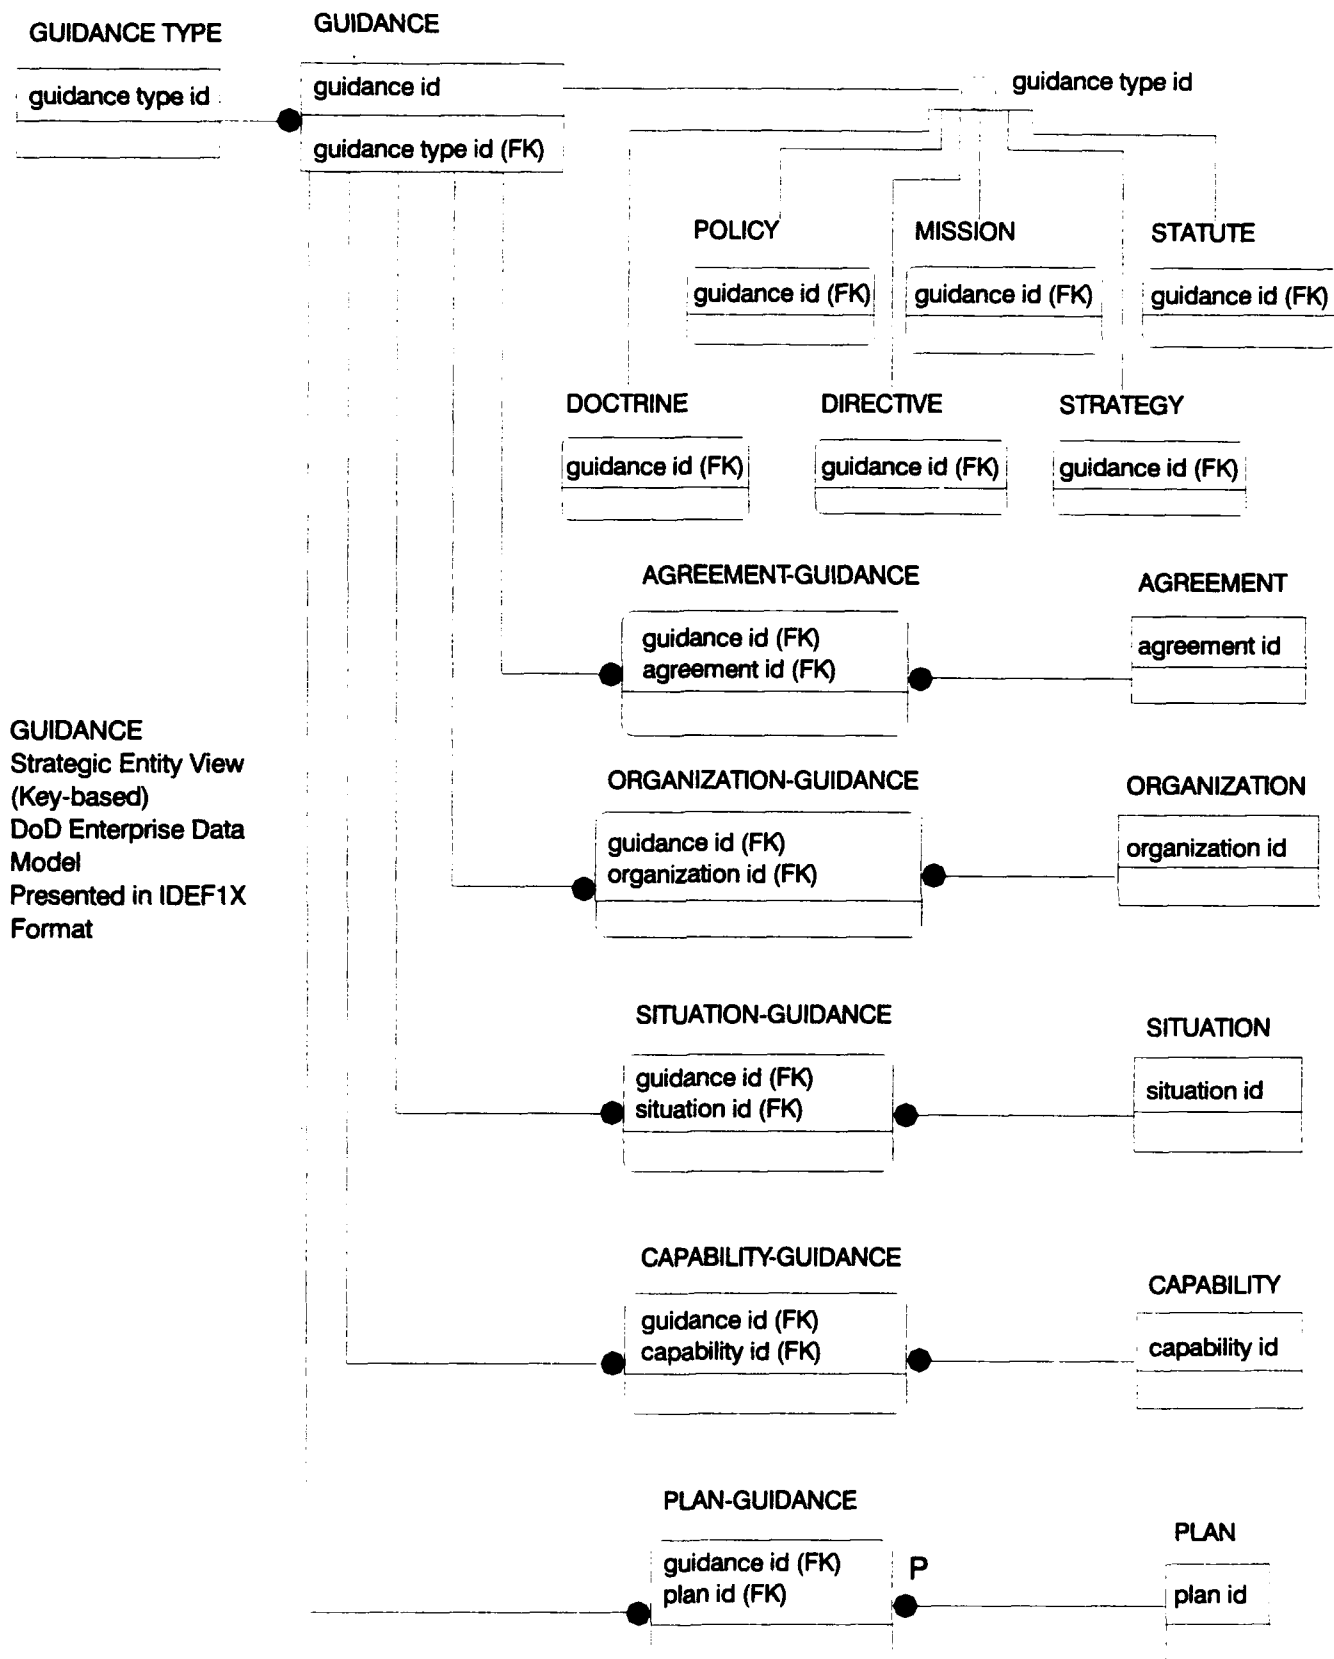 GUIDANCE TYPE
guidance type id
GUIDANCE
guidance id
guidance type id (FK)
guidance type id
POLICY
guidance id (FK)
MISSION
guidance id (FK)
STATUTE
guidance id (FK)
DOCTRINE
guidance id (FK)
DIRECTIVE
guidance id (FK)
STRATEGY
guidance id (FK)
AGREEMENT-GUIDANCE
guidance id (FK)
agreement id (FK)
AGREEMENT
agreement id
GUIDANCE
Strategic Entity View
(Key-based)
DoD Enterprise Data
Model
Presented in IDEF1X
Format
ORGANIZATION-GUIDANCE
guidance id (FK)
organization id (FK)
ORGANIZATION
organization id
SITUATION-GUIDANCE
guidance id (FK)
situation id (FK)
SITUATION
situation id
CAPABILITY-GUIDANCE
guidance id (FK)
capability id (FK)
CAPABILITY
capability id
PLAN-GUIDANCE
guidance id (FK)
plan id (FK)
P
PLAN
plan id